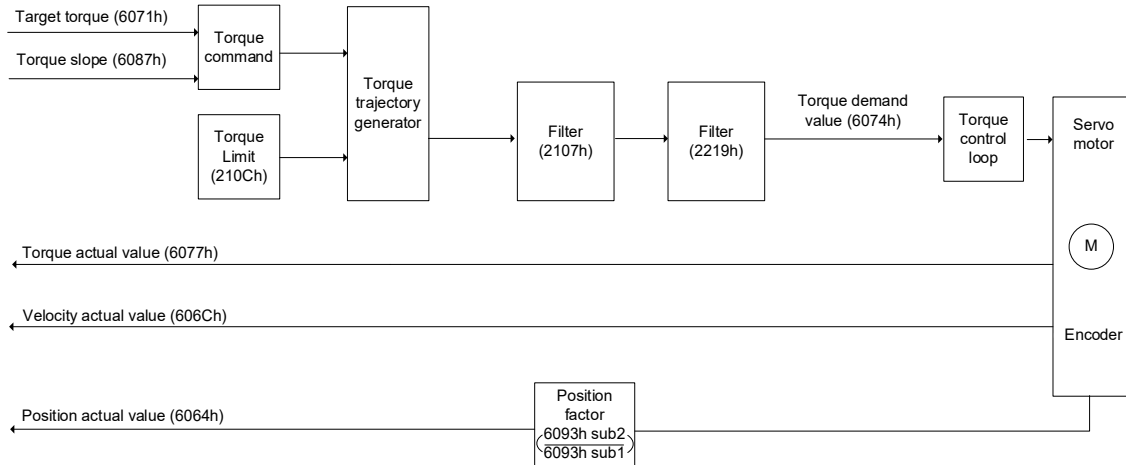 Target torque (6071h)
Torque slope (6087h)
Torque
command
Torque
Limit
(210Ch)
Torque
trajectory
generator
Filter
(2107h)
Filter
(2219h)
Torque demand
value (6074h)
Torque
control
loop
Servo
motor
M
Encoder
Torque actual value (6077h)
Velocity actual value (606Ch)
Position actual value (6064h)
Position
factor
(6093h sub2
6093h sub1)